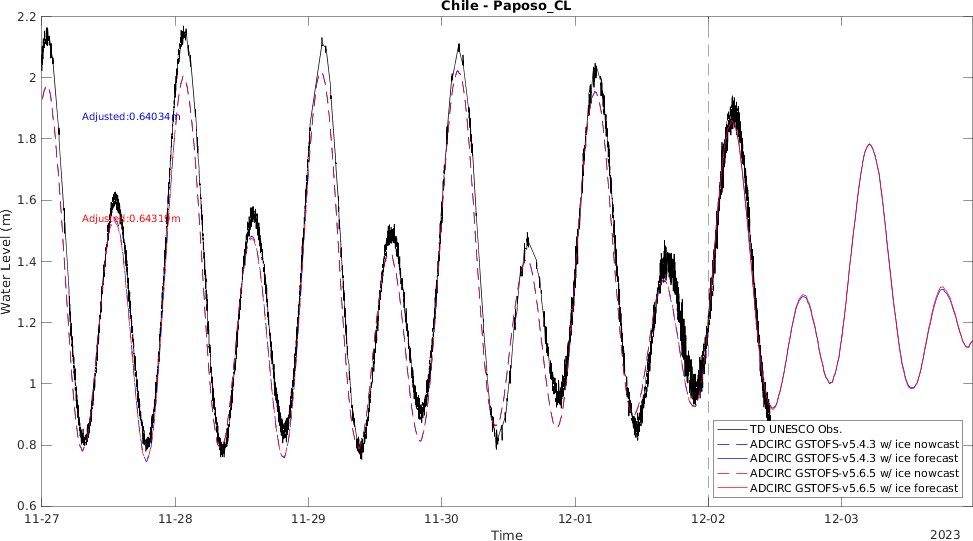 Chile - Paposo_CL
2.2
2
1.8
1.6
1.4
1.2
1
0.8
0.6
Water Level (m)
Adjusted:0.64034m
Adjusted:0.64319m
TD UNESCO Obs.
ADCIRC GSTOFS-v5.4.3 w/ ice nowcast
ADCIRC GSTOFS-v5.4.3 w/ ice forecast
ADCIRC GSTOFS-v5.6.5 w/ ice nowcast
ADCIRC GSTOFS-v5.6.5 w/ ice forecast
11-27 11-28 11-29 11-30 12-01 12-02 12-03
Time
2023